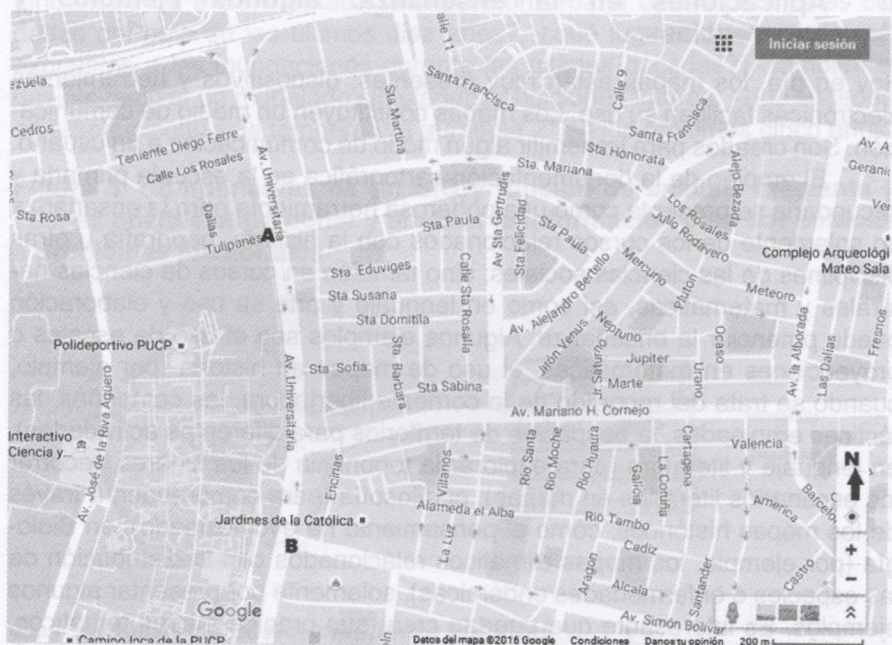 Iniciar sesión
Calle 11
Calle 9
Santa Francisca
Santa Francisca
ezuela
Cedros
Sta Martina
Teniente Diego Ferre
Calle Los Rosales
Av. Universitaria
Sta. Mariana
Sta Honorata
Alejo Bezada
Av. A
Sta Rosa
Dalias
Tulipanes
A
Sta Paula
Av Sta Gertrudis
Sta Felicidad
Sta Paula
Los Rosales
Julio Rodavero
Complejo Arqueológi
Mateo Sala
Sta. Eduviges
Calle Sta Rosalia
Mercurio
Pluton
Meteoro
Sta Susana
Sta Domitila
Av. Alejandro Bertello
Neptuno
Polideportivo PUCP
Av. Universitaria
Sta. Sofia
Sta. Barbara
Sta Sabina
Jirón Venus
Jr. Saturno
Jupiter
Marte
Urano
Ocaso
Av. la Alborada
Las Dalias
Fresnos
Av. José de la Riva Agüero
Av. Mariano H. Cornejo
Interactivo
Ciencia y...
Encinas
Villanos
Rio Santa
Rio Moche
Rio Huaura
Galicia
La Coruña
Cartagena
Valencia
N
America
Jardines de la Católica
Alameda el Alba
Rio Tambo
B
La Luz
Cadiz
Aragon
Alcala
Santander
Castro
+
−
Google
Av. Simón Bolivar
Camino Inca de la PUCP
Datos del mapa ©2016 Google Condiciones Danos tu opinión 200 m